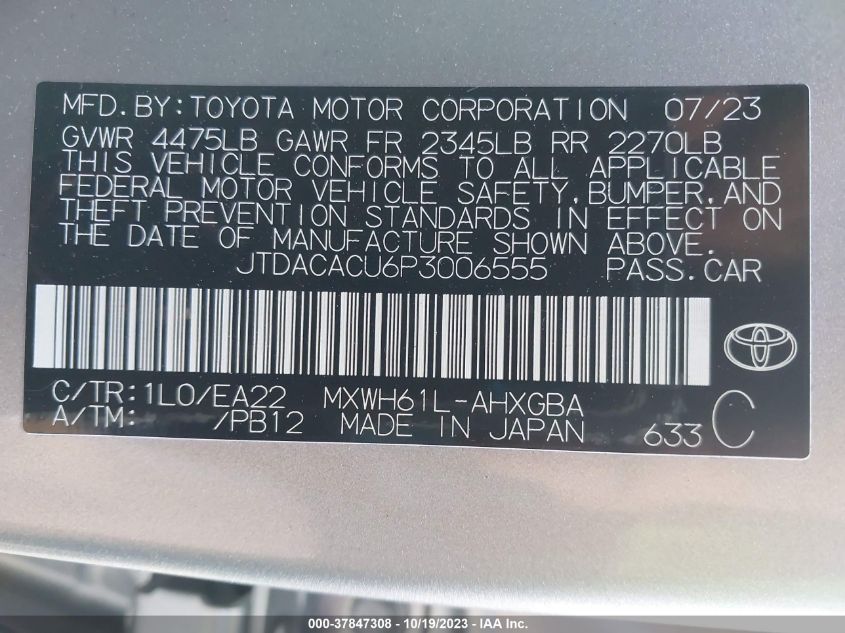 MFD.BY:TOYOTA MOTOR CORPORATION 07/23
GVWR 4475LB GAWR FR 2345LB RR 2270LB
THIS VEHICLE CONFORMS TO ALL APPLICABLE
FEDERAL MOTOR VEHICLE SAFETY,BUMPER,AND
THEFT PREVENTION STANDARDS IN EFFECT ON
THE DATE OF MANUFACTURE SHOWN ABOVE.
JTDACACU6P3006555 PASS.CAR
C/TR:1L0/EA22 MXWH61L-AHXGBA
A/TM: /PB12 MADE IN JAPAN 633 C
000-37847308 - 10/19/2023 - IAA Inc.